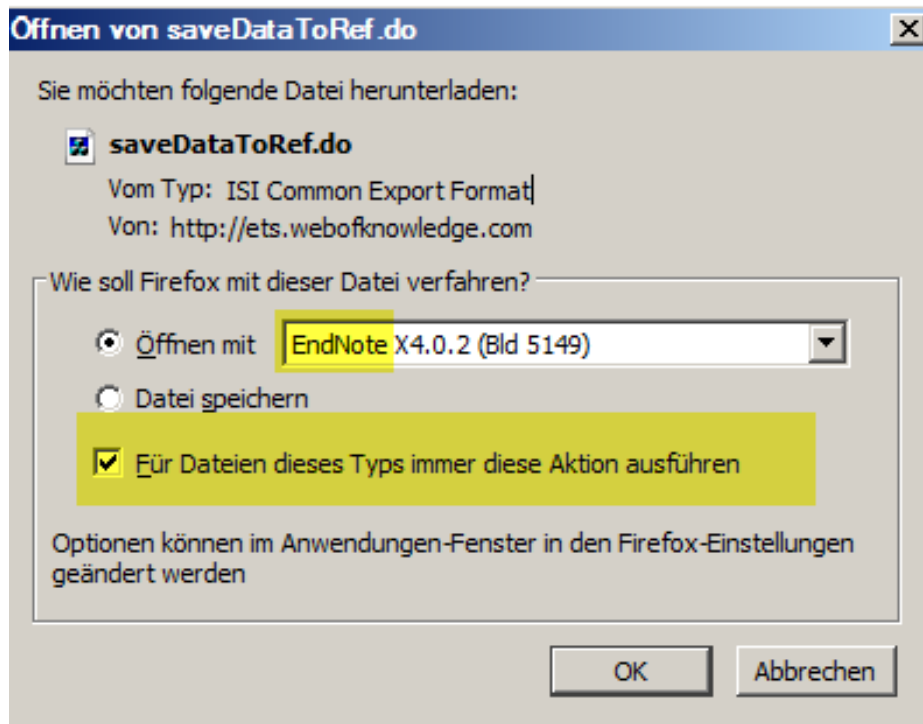 Öffnen von saveDataToRef.do
Sie möchten folgende Datei herunterladen:
saveDataToRef.do
Vom Typ: ISI Common Export Format
Von: http://ets.webofknowledge.com
Wie soll Firefox mit dieser Datei verfahren?
Öffnen mit EndNote X4.0.2 (Bld 5149)
Datei speichern
Für Dateien dieses Typs immer diese Aktion ausführen
Optionen können im Anwendungen-Fenster in den Firefox-Einstellungen
geändert werden
OK Abbrechen